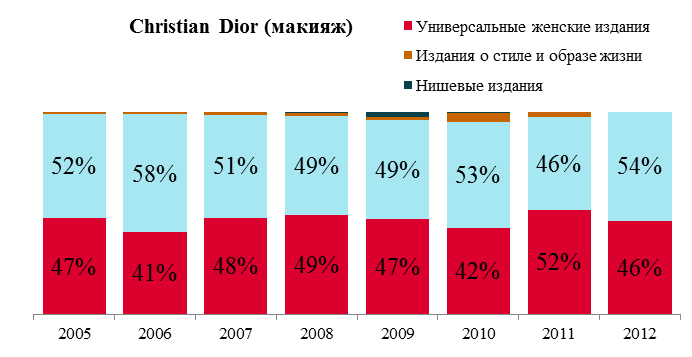 Christian Dior (макияж)
Универсальные женские издания
Издания о стиле и образе жизни
Нишевые издания
52% 58% 51% 49% 49% 53% 46% 54%
47% 41% 48% 49% 47% 42% 52% 46%
2005 2006 2007 2008 2009 2010 2011 2012